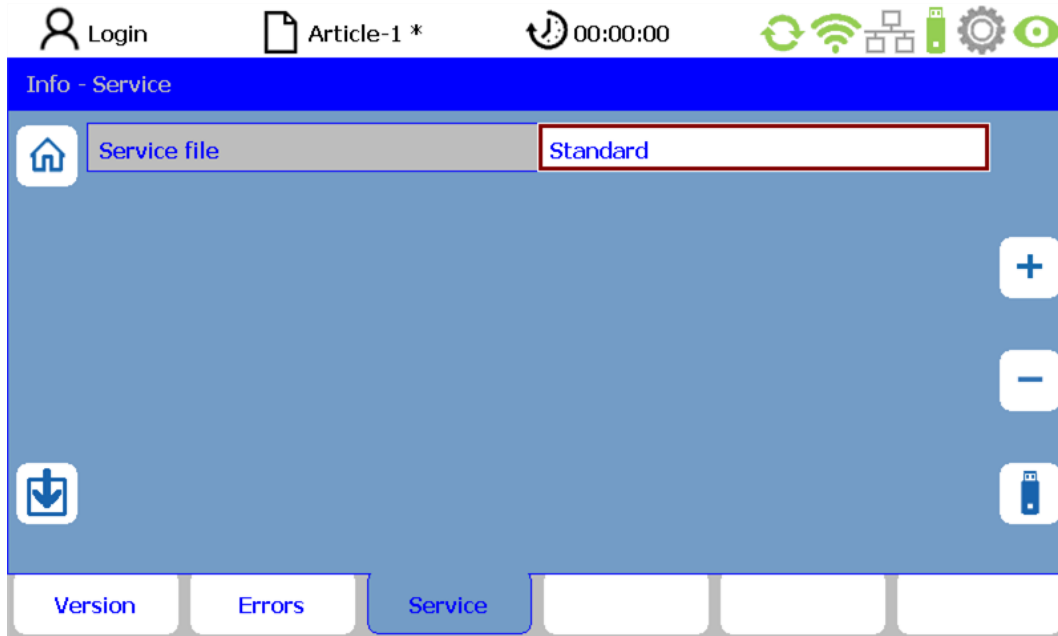 Login Article-1 * 00:00:00
Info - Service
Service file Standard
Version Errors Service